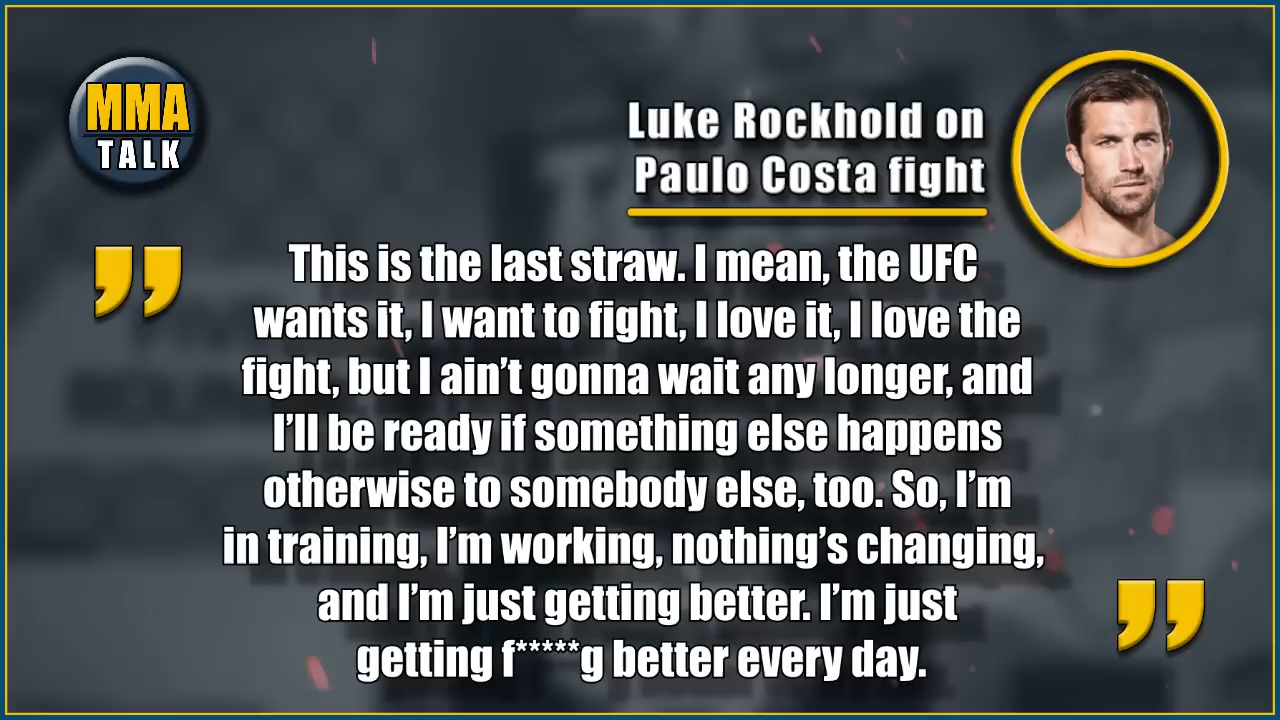 MMA
TALK
Luke Rockhold on
Paulo Costa fight
This is the last straw. I mean, the UFC
wants it, I want to fight, I love it, I love the
fight, but I ain’t gonna wait any longer, and
I’ll be ready if something else happens
otherwise to somebody else, too. So, I’m
in training, I’m working, nothing’s changing,
and I’m just getting better. I’m just
getting f*****g better every day.